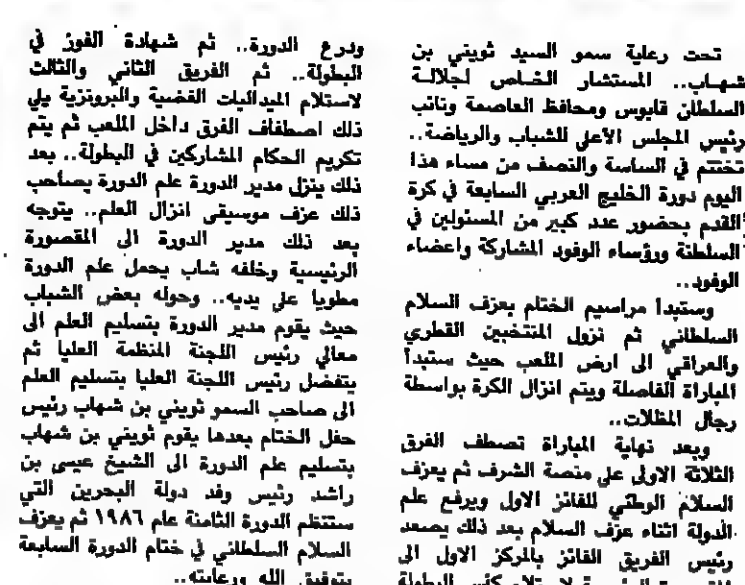 تحت رعاية سمو السيد ثويني بن
شهاب.. المستشار الخاص لجلالة
السلطان قابوس ومحافظ العاصمة ونائب
رئيس المجلس الأعلى للشباب والرياضة..
تختتم في الساسة والنصف من مساء هذا
اليوم دورة الخليج العربي السابعة في كرة
القدم بحضور عدد كبير من المسئولين في
السلطنة ورؤساء الوفود المشاركة واعضاء
الوفود..
وستبدأ مراسيم الختام بعزف السلام
السلطاني ثم نزول المنتخبين القطري
والعراقي الى ارض الملعب حيث ستبدأ
المباراة الفاصلة ويتم انزال الكرة بواسطة
رجال المظلات..
وبعد نهاية المباراة تصطف الفرق
الثلاثة الاولى على منصة الشرف ثم يعزف
السلام الوطني للفائز الاول ويرفع علم
الدولة اثناء عزف السلام بعد ذلك يصعد
رئيس الفريق الفائز بالمركز الاول الى
كأس البطولة
ودرع الدورة.. ثم شهادة الفوز في
البطولة.. ثم الفريق الثاني والثالث
لاستلام الميداليات الفضية والبرونزية يلي
ذلك اصطفاف الفرق داخل الملعب ثم يتم
تكريم الحكام المشاركين في البطولة.. بعد
ذلك ينزل مدير الدورة علم الدورة يصاحب
ذلك عزف موسيقى انزال العلم.. يتوجه
بعد ذلك مدير الدورة الى المقصورة
الرئيسية وخلفه شاب يحمل علم الدورة
مطويا على يديه.. وحوله بعض الشباب
حيث يقوم مدير الدورة بتسليم العلم الى
معالي رئيس اللجنة المنظمة العليا ثم
يتفضل رئيس اللجنة العليا بتسليم العلم
الى صاحب السمو ثويني بن شهاب رئيس
حفل الختام بعدها يقوم ثويني بن شهاب
بتسليم علم الدورة الى الشيخ عيسى بن
راشد رئيس وفد دولة البحرين التي
ستنظم الدورة الثامنة عام ١٩٨٦ ثم يعزف
السلام السلطاني في ختام الدورة السابعة
بتوفيق الله ورعايته..